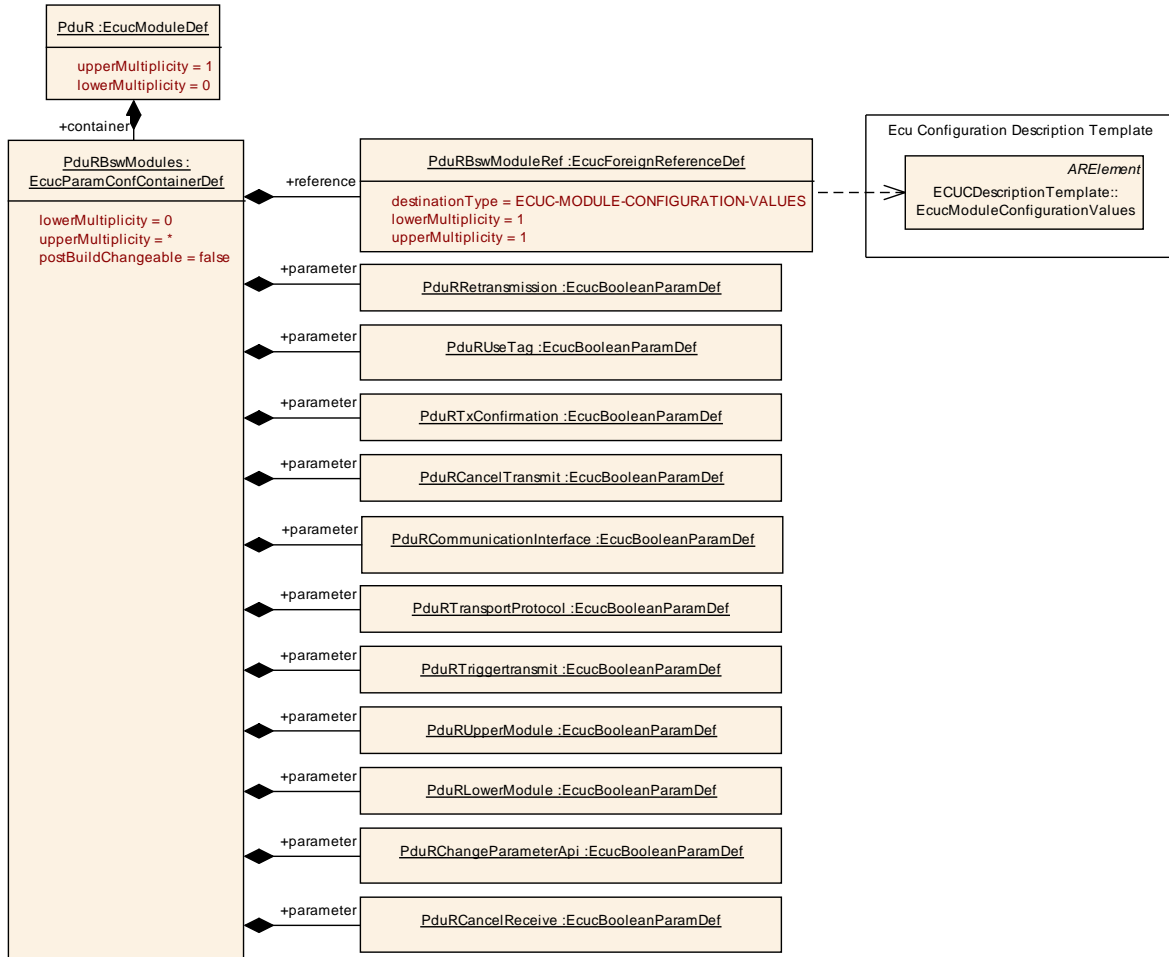 PduR :EcucModuleDef
upperMultiplicity = 1
lowerMultiplicity = 0
+container
PduRBswModules :
EcucParamConfContainerDef
lowerMultiplicity = 0
upperMultiplicity = *
postBuildChangeable = false
+reference
PduRBswModuleRef :EcucForeignReferenceDef
destinationType = ECUC-MODULE-CONFIGURATION-VALUES
lowerMultiplicity = 1
upperMultiplicity = 1
Ecu Configuration Description Template
ARElement
ECUCDescriptionTemplate::
EcucModuleConfigurationValues
+parameter
PduRRetransmission :EcucBooleanParamDef
+parameter
PduRUseTag :EcucBooleanParamDef
+parameter
PduRTxConfirmation :EcucBooleanParamDef
+parameter
PduRCancelTransmit :EcucBooleanParamDef
+parameter
PduRCommunicationInterface :EcucBooleanParamDef
+parameter
PduRTransportProtocol :EcucBooleanParamDef
+parameter
PduRTriggertransmit :EcucBooleanParamDef
+parameter
PduRUpperModule :EcucBooleanParamDef
+parameter
PduRLowerModule :EcucBooleanParamDef
+parameter
PduRChangeParameterApi :EcucBooleanParamDef
+parameter
PduRCancelReceive :EcucBooleanParamDef